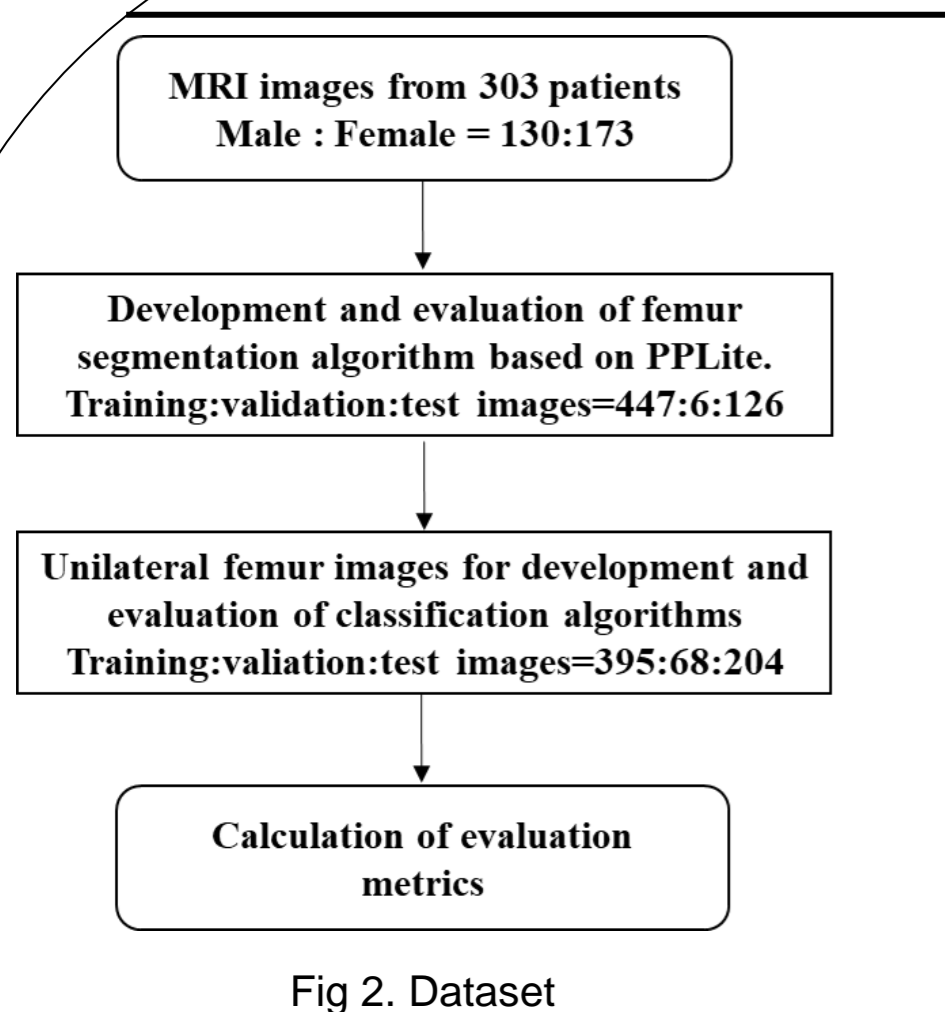 MRI images from 303 patients
Male : Female = 130:173
Development and evaluation of femur
segmentation algorithm based on PPLite.
Training:validation:test images=447:6:126
Unilateral femur images for development and
evaluation of classification algorithms
Training:valiation:test images=395:68:204
Calculation of evaluation
metrics
Fig 2. Dataset